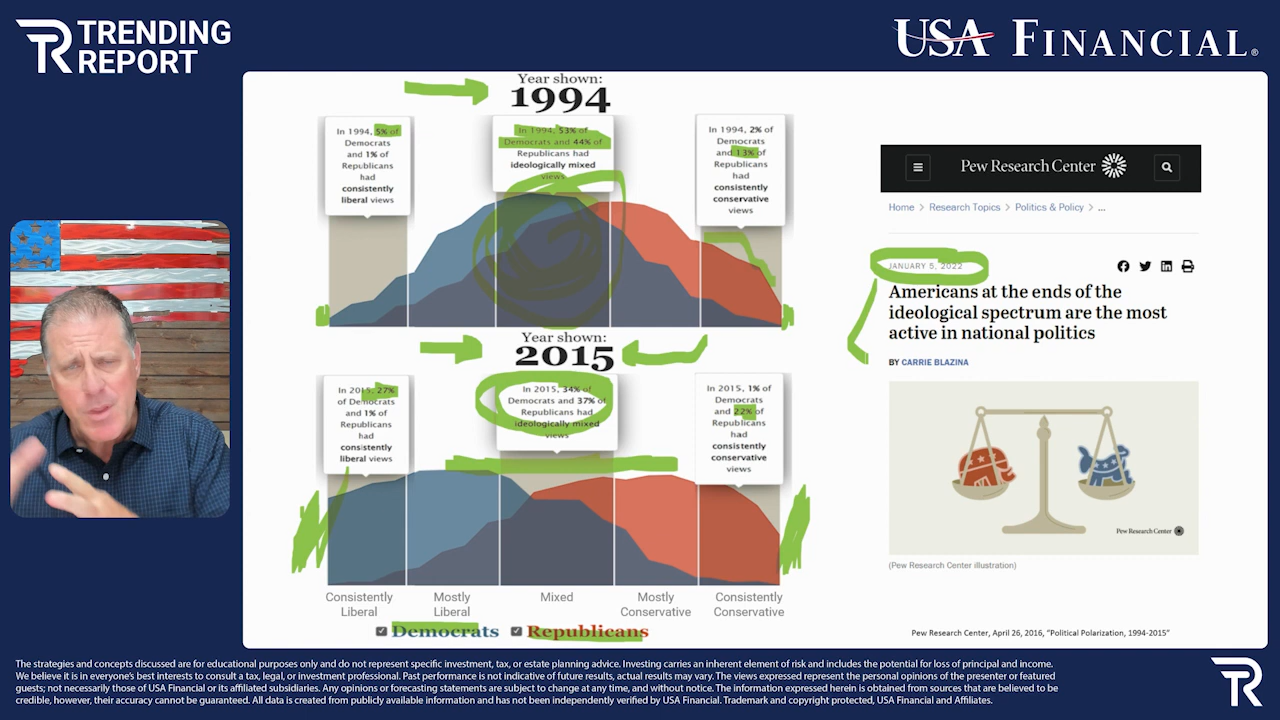 TRENDING
REPORT
USA FINANCIAL®
Year shown:
1994
In 1994, 5% of
Democrats
and 1% of
Republicans
had
consistently
liberal views
In 1994, 53% of
Democrats and 44% of
Republicans had
ideologically mixed
views
In 1994, 2% of
Democrats
and 13% of
Republicans
had
consistently
conservative
views
Year shown:
2015
In 2015, 27%
of Democrats
and 1% of
Republicans
had
consistently
liberal views
In 2015, 34% of
Democrats and 37% of
Republicans had
ideologically mixed
views
In 2015, 1% of
Democrats
and 22% of
Republicans
had
consistently
conservative
views
Consistently
Liberal
Mostly
Liberal
Mixed
Mostly
Conservative
Consistently
Conservative
Democrats
Republicans
Pew Research Center
Home > Research Topics > Politics & Policy > ...
JANUARY 5, 2022
Americans at the ends of the
ideological spectrum are the most
active in national politics
BY CARRIE BLAZINA
Pew Research Center
(Pew Research Center illustration)
Pew Research Center, April 26, 2016, “Political Polarization, 1994-2015”
The strategies and concepts discussed are for educational purposes only and do not represent specific investment, tax, or estate planning advice. Investing carries an inherent element of risk and includes the potential for loss of principal and income.
We believe it is in everyone's best interests to consult a tax, legal, or investment professional. Past performance is not indicative of future results, actual results may vary. The views expressed represent the personal opinions of the presenter or featured
guests; not necessarily those of USA Financial or its affiliated subsidiaries. Any opinions or forecasting statements are subject to change at any time, and without notice. The information expressed herein is obtained from sources that are believed to be
credible, however, their accuracy cannot be guaranteed. All data is created from publicly available information and has not been independently verified by USA Financial. Trademark and copyright protected, USA Financial and Affiliates.